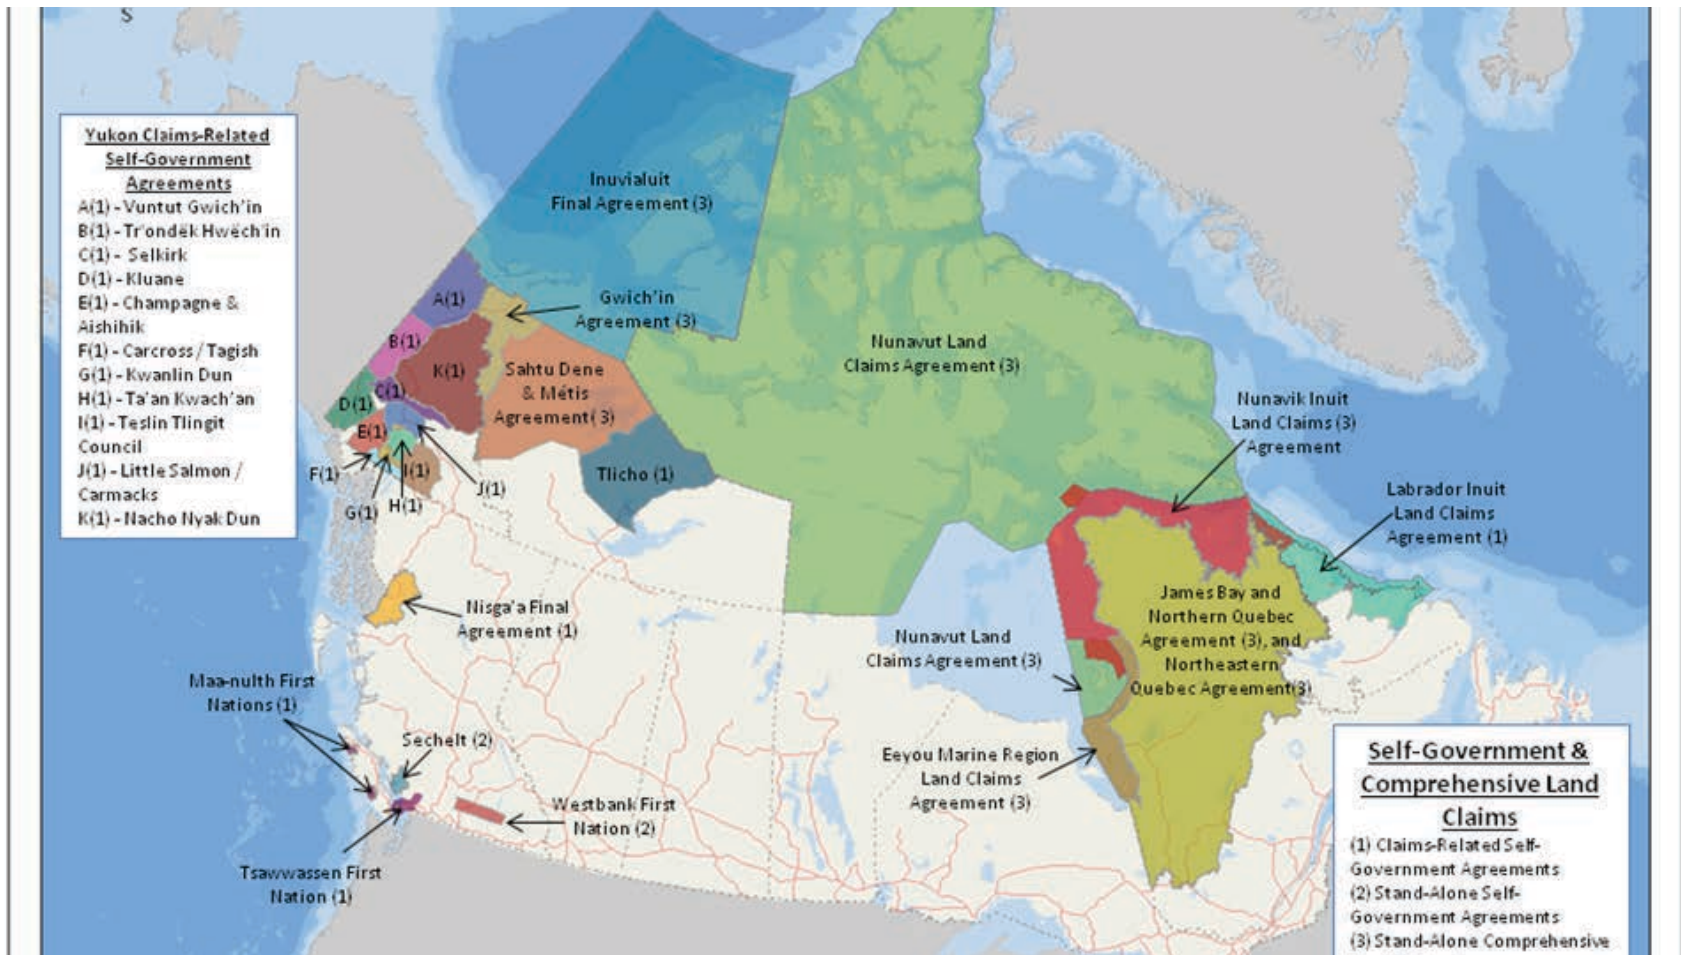 S
Yukon Claims-Related
Self-Government
Agreements
A(1) - Vuntut Gwich'in
B(1) - Tr'ondëk Hwëch'in
C(1) - Selkirk
D(1) - Kluane
E(1) - Champagne &
Aishihik
F(1) - Carcross / Tagish
G(1) - Kwanlin Dun
H(1) - Ta'an Kwach'an
I(1) - Teslin Tlingit
Council
J(1) - Little Salmon /
Carmacks
K(1) - Nacho Nyak Dun
Inuvialuit
Final Agreement (3)
Gwich'in
Agreement (3)
A(1)
B(1)
K(1)
C(1)
D(1)
E(1)
F(1)
I(1)
J(1)
H(1)
G(1)
Sahtu Dene
& Métis
Agreement( 3)
Tlicho (1)
Nunavut Land
Claims Agreement (3)
Nunavik Inuit
Land Claims (3)
Agreement
Labrador Inuit
Land Claims
Agreement (1)
Nisga'a Final
Agreement (1)
James Bay and
Northern Quebec
Agreement (3), and
Northeastern
Quebec Agreement(3)
Nunavut Land
Claims Agreement (3)
Maa-nulth First
Nations (1)
Sechelt (2)
Eeyou Marine Region
Land Claims
Agreement (3)
Westbank First
Nation (2)
Tsawwassen First
Nation (1)
Self-Government &
Comprehensive Land
Claims
(1) Claims-Related Self-
Government Agreements
(2) Stand-Alone Self-
Government Agreements
(3) Stand-Alone Comprehensive